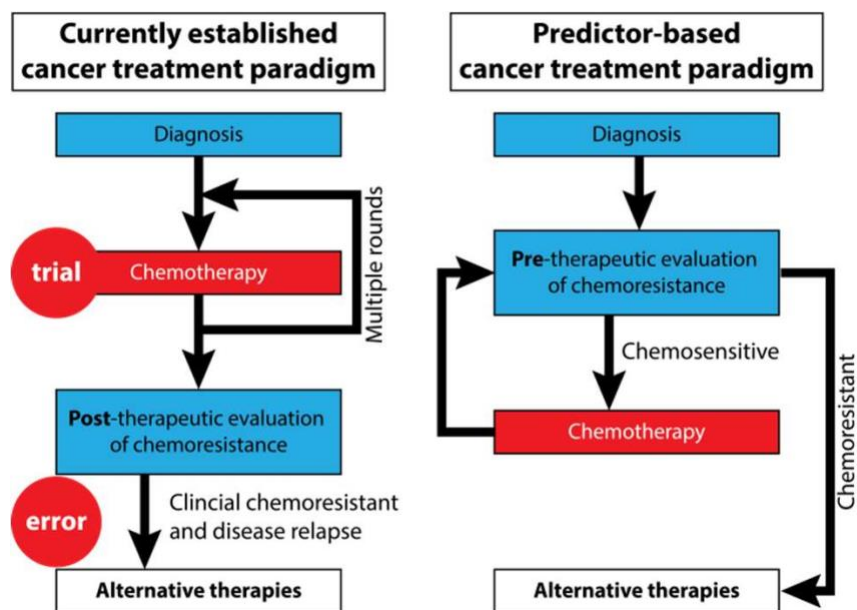 Currently established
cancer treatment paradigm
Diagnosis
trial
Chemotherapy
Multiple rounds
Post-therapeutic evaluation
of chemoresistance
error
Clincial chemoresistant
and disease relapse
Alternative therapies
Predictor-based
cancer treatment paradigm
Diagnosis
Pre-therapeutic evaluation
of chemoresistance
Chemosensitive
Chemotherapy
Chemoresistant
Alternative therapies